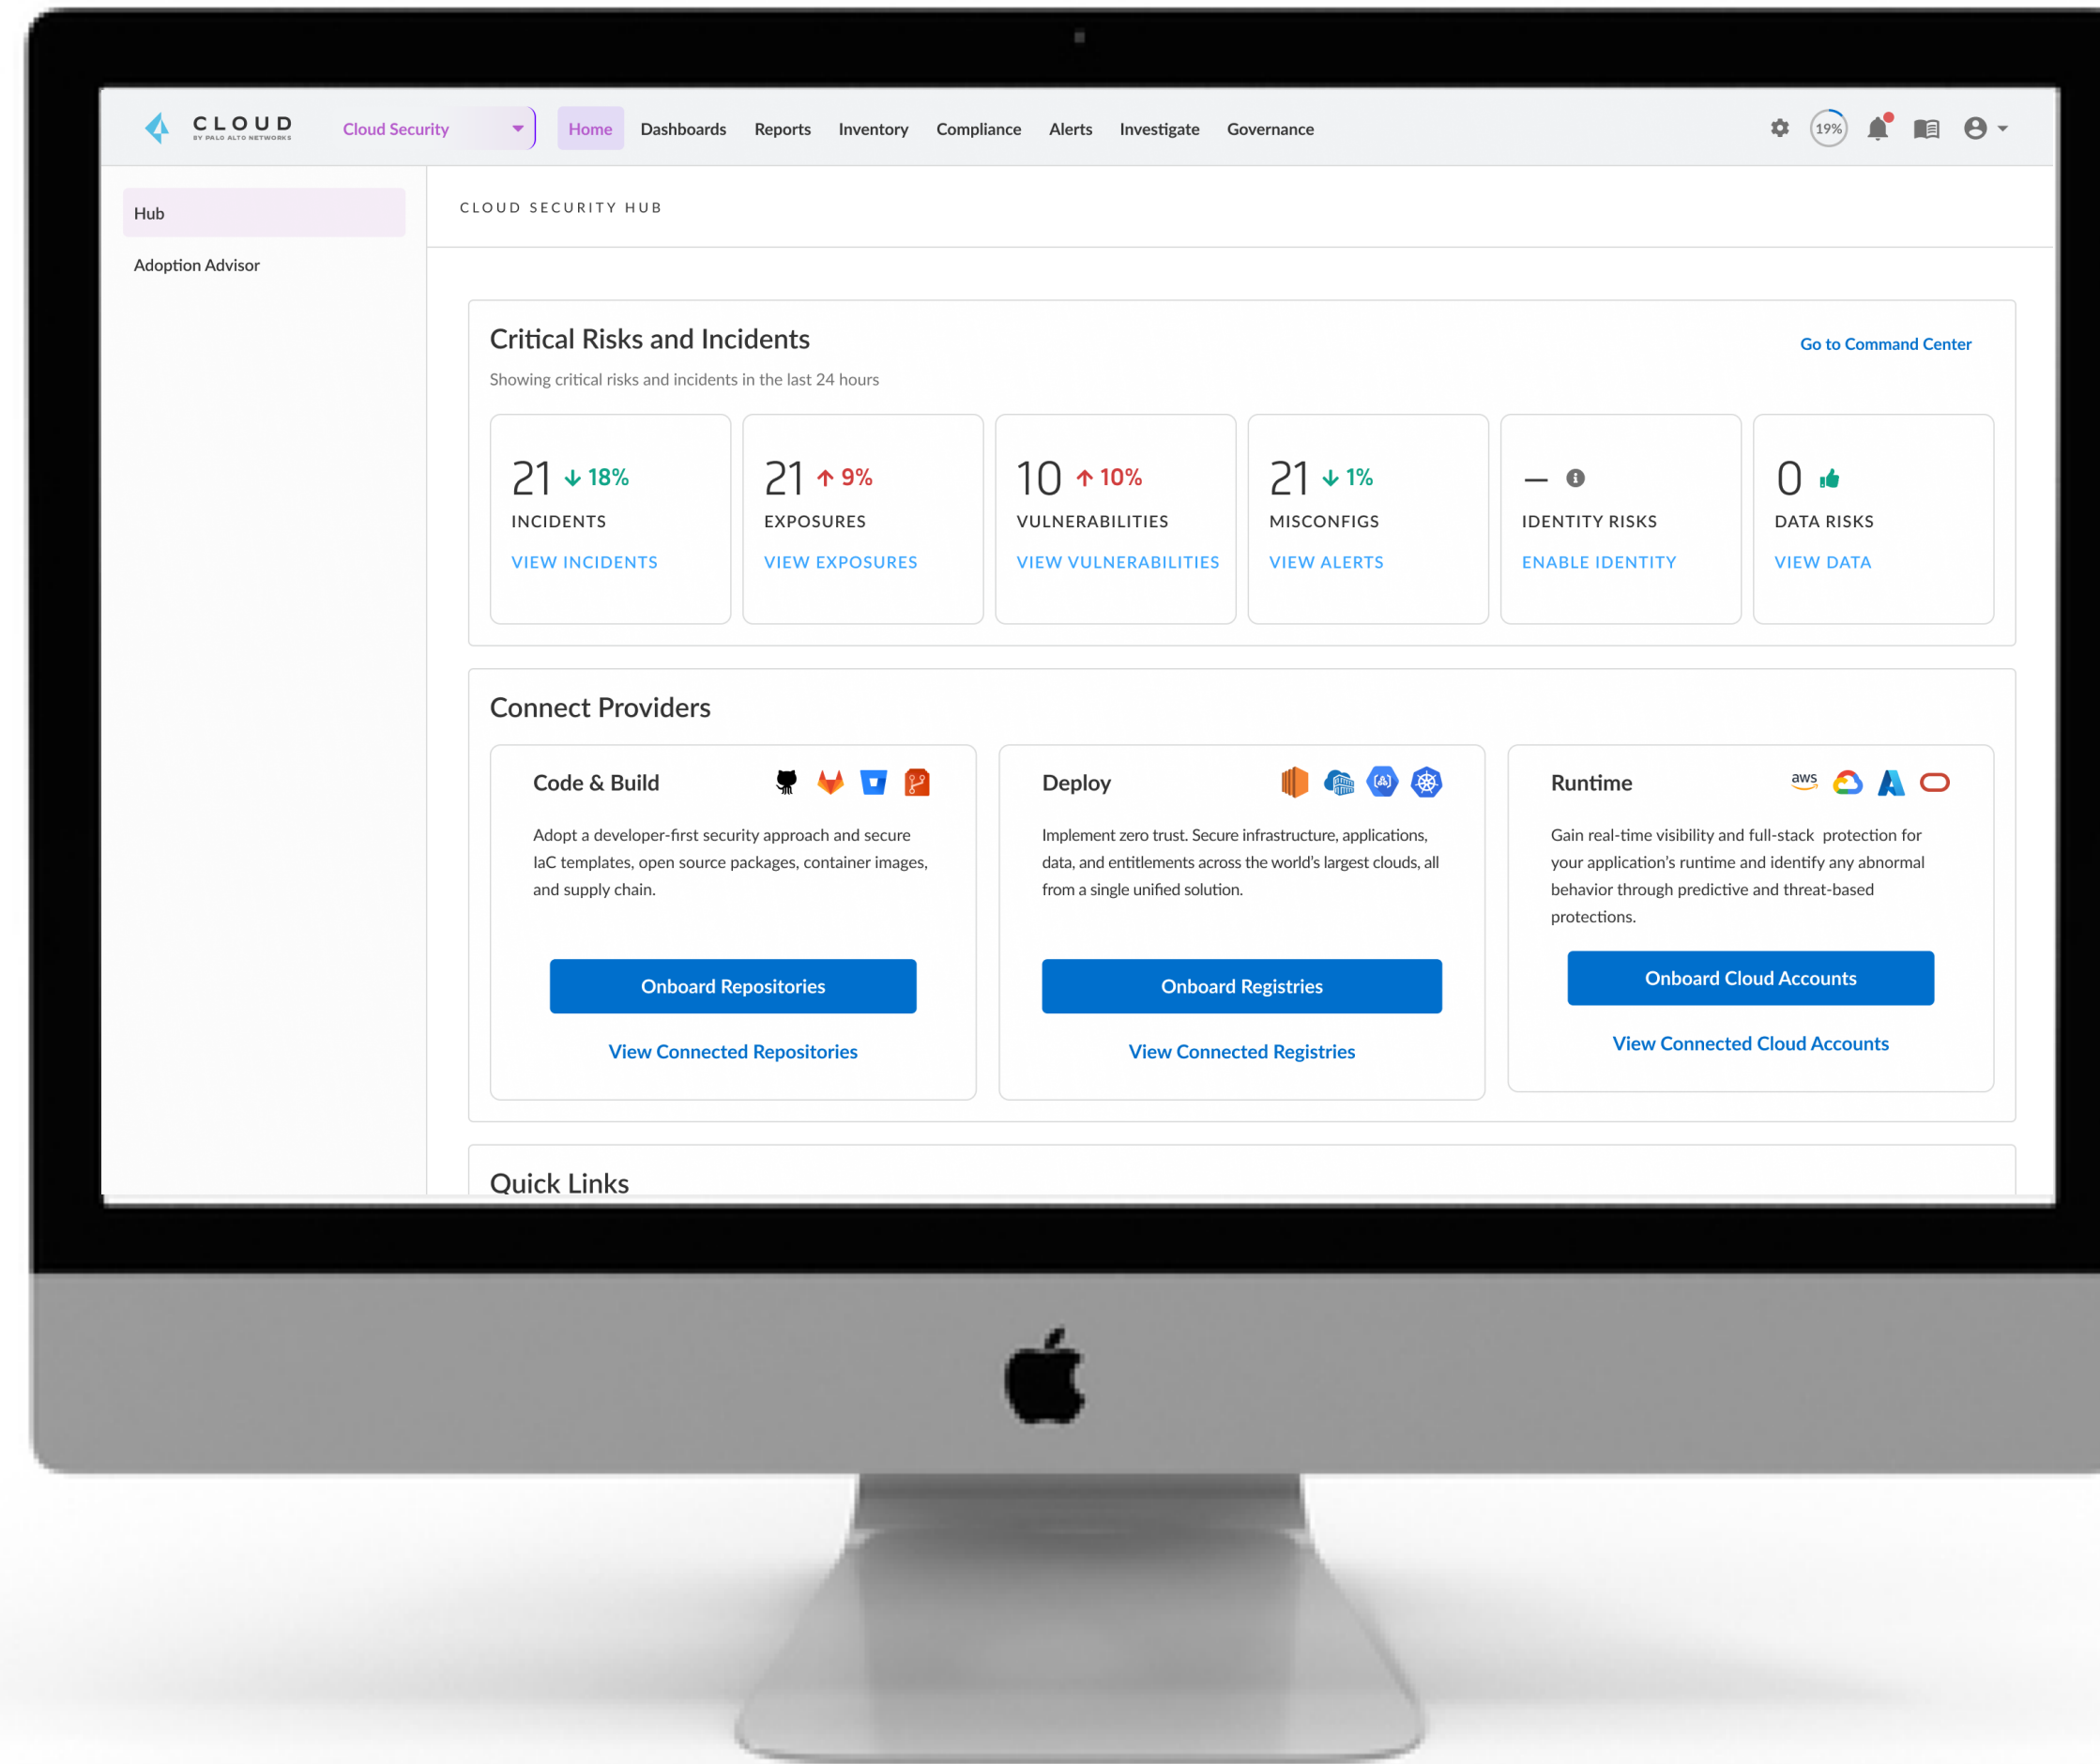 CLOUD
BY PALO ALTO NETWORKS
Cloud Security
Home
Dashboards
Reports
Inventory
Compliance
Alerts
Investigate
Governance
19%
Hub
Adoption Advisor
CLOUD SECURITY HUB
Critical Risks and Incidents
Go to Command Center
Showing critical risks and incidents in the last 24 hours
21 18%
INCIDENTS
VIEW INCIDENTS
21 9%
EXPOSURES
VIEW EXPOSURES
10 10%
VULNERABILITIES
VIEW VULNERABILITIES
21 1%
MISCONFIGS
VIEW ALERTS
–
IDENTITY RISKS
ENABLE IDENTITY
0
DATA RISKS
VIEW DATA
Connect Providers
Code & Build
Adopt a developer-first security approach and secure
IaC templates, open source packages, container images,
and supply chain.
Onboard Repositories
View Connected Repositories
Deploy
Implement zero trust. Secure infrastructure, applications,
data, and entitlements across the world's largest clouds, all
from a single unified solution.
Onboard Registries
View Connected Registries
Runtime
aws
Gain real-time visibility and full-stack protection for
your application's runtime and identify any abnormal
behavior through predictive and threat-based
protections.
Onboard Cloud Accounts
View Connected Cloud Accounts
Quick Links